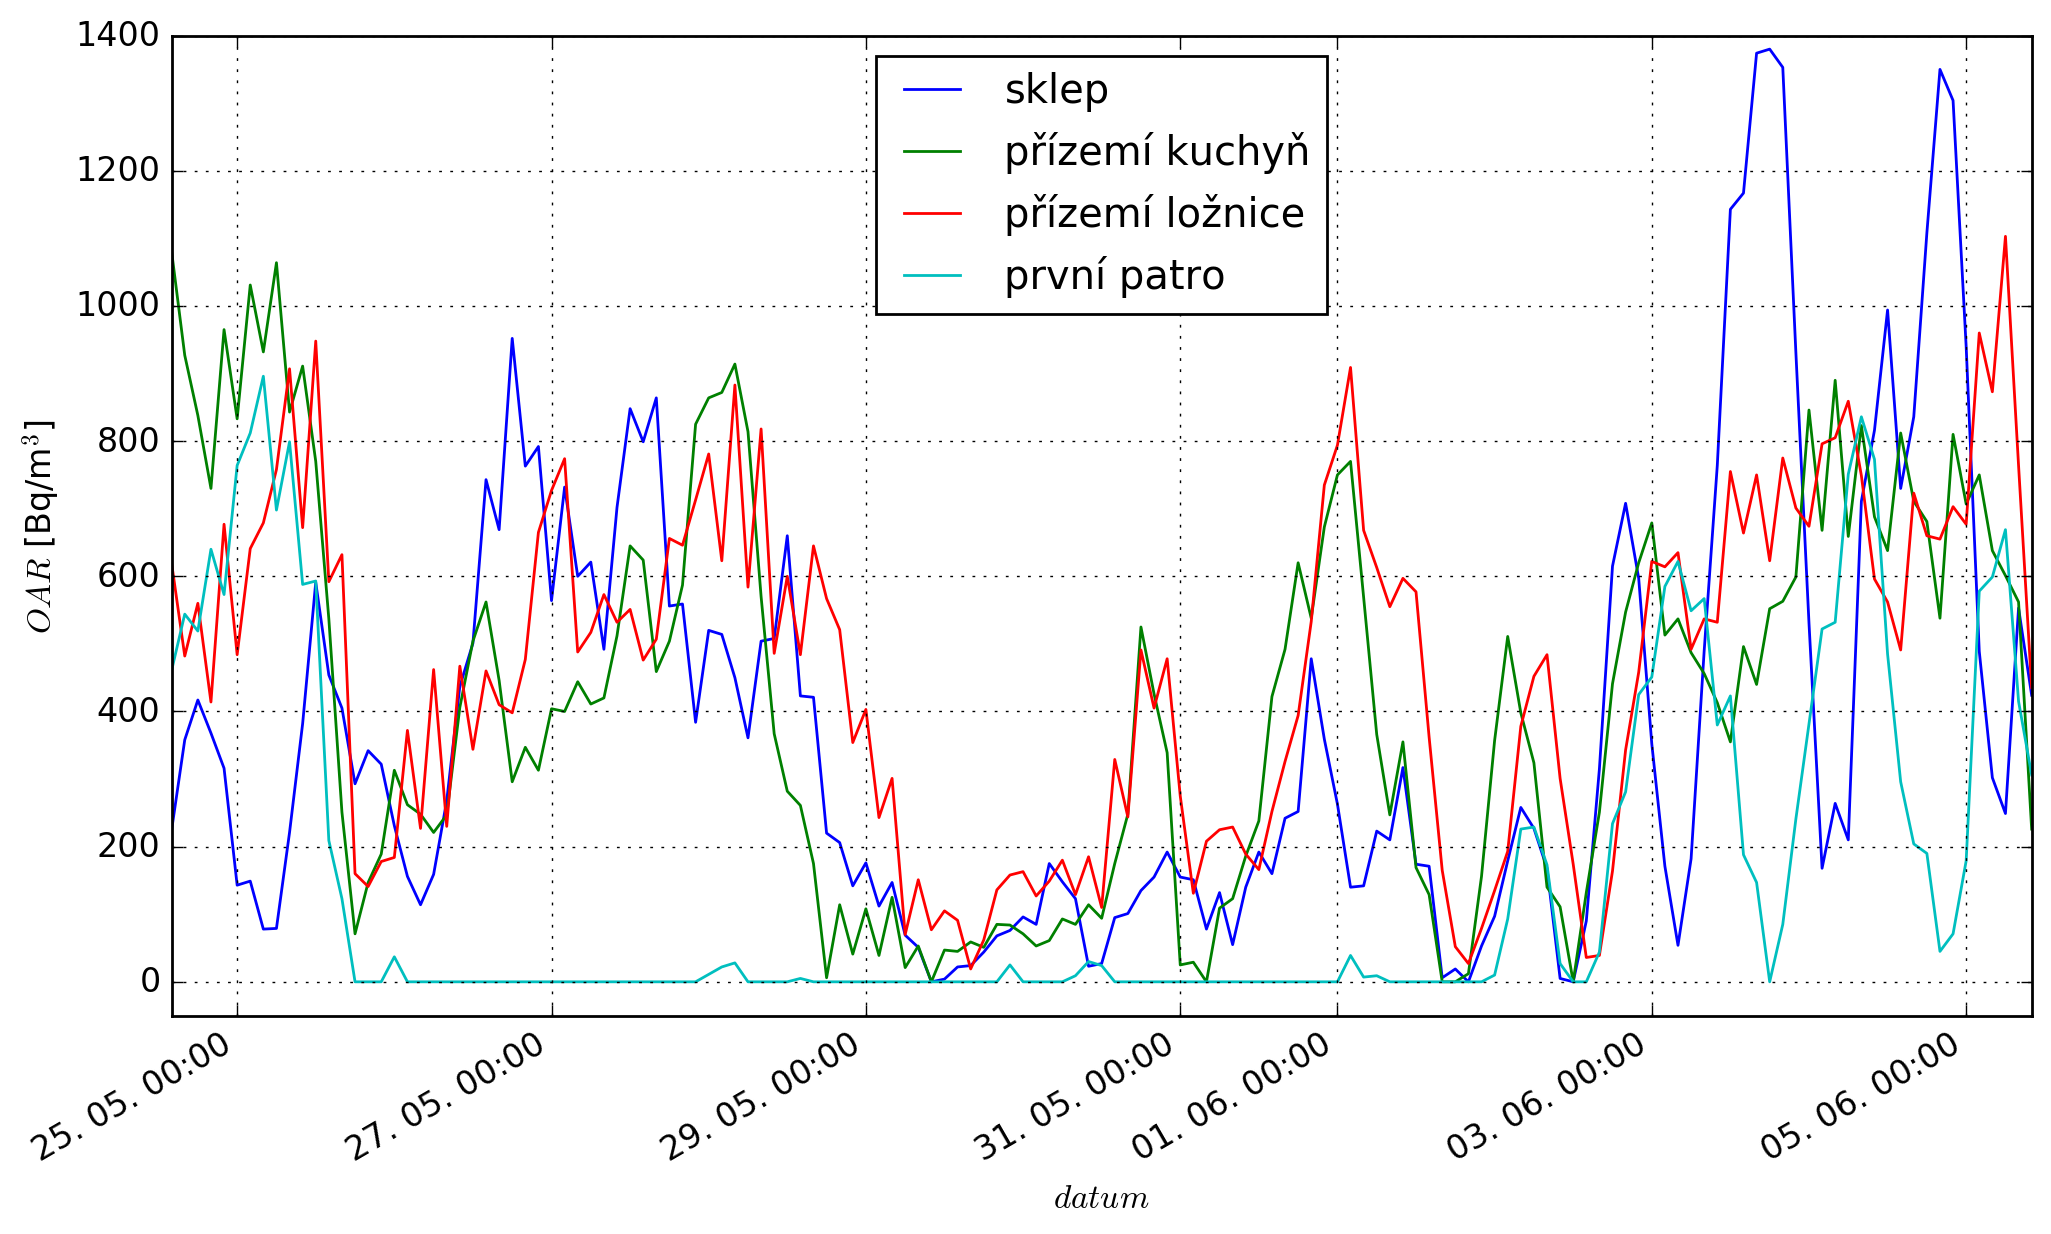 1400
1200
1000
800
600
400
200
0
OAR [Bq/m³]
sklep
přízemí kuchyň
přízemí ložnice
první patro
25. 05. 00:00
27. 05. 00:00
29. 05. 00:00
31. 05. 00:00
01. 06. 00:00
03. 06. 00:00
05. 06. 00:00
datum